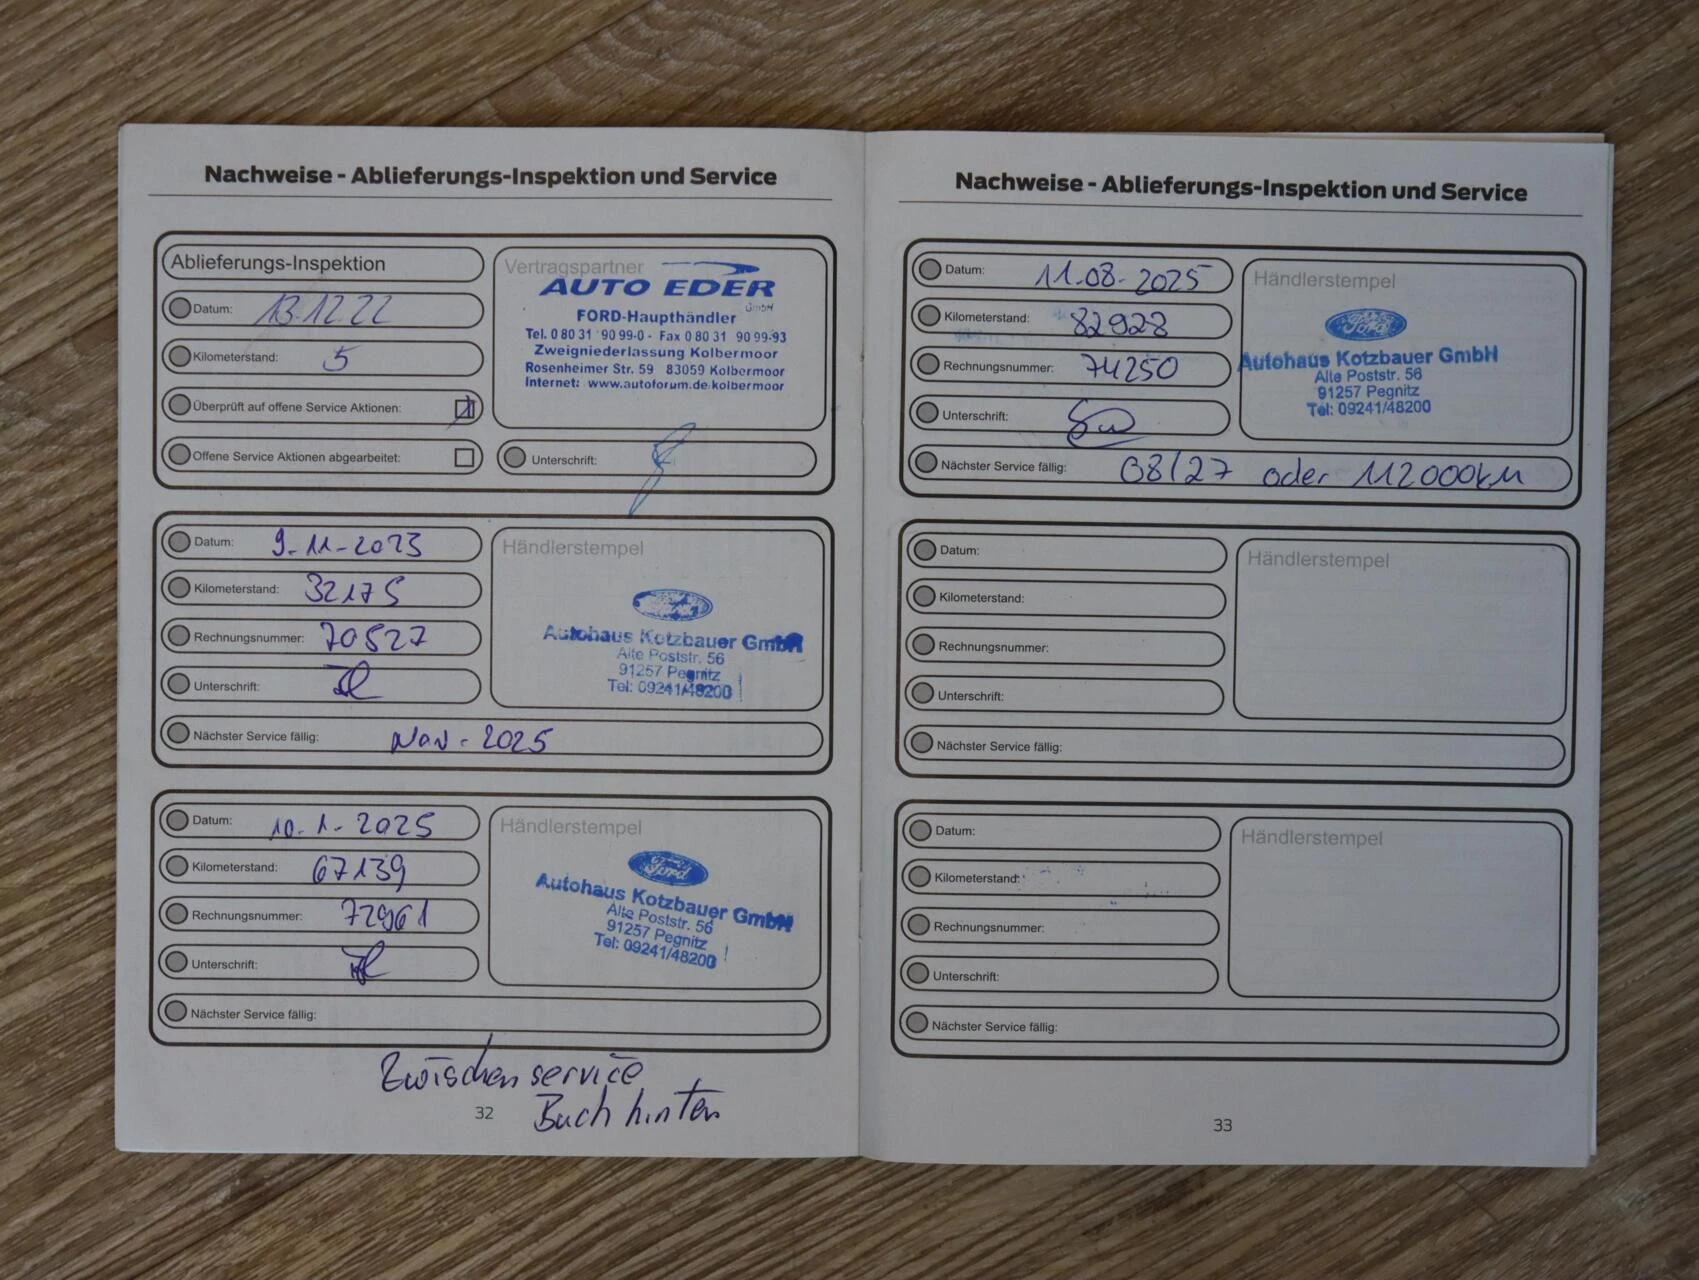 Nachweise - Ablieferungs-Inspektion und Service
Ablieferungs-Inspektion
Datum: 13.12.22
Kilometerstand: 5
Überprüft auf offene Service Aktionen:
Offene Service Aktionen abgearbeitet:
Vertragspartner
AUTO EDER
GmbH
FORD-Haupthändler
Tel. 0 80 31 90 99-0 - Fax 0 80 31 90 99-93
Zweigniederlassung Kolbermoor
Rosenheimer Str. 59 83059 Kolbermoor
Internet: www.autoforum.de/kolbermoor
Unterschrift:
Datum: 9-11-2023
Kilometerstand: 32175
Rechnungsnummer: 70527
Unterschrift:
Nächster Service fällig: Nov - 2025
Händlerstempel
Autohaus Kotzbauer GmbH
Alte Poststr. 56
91257 Pegnitz
Tel: 09241/48200
Datum: 10-1-2025
Kilometerstand: 67139
Rechnungsnummer: 72961
Unterschrift:
Nächster Service fällig:
Händlerstempel
Ford
Autohaus Kotzbauer GmbH
Alte Poststr. 56
91257 Pegnitz
Tel: 09241/48200
Zwischenservice
Buch hinten
32
Nachweise - Ablieferungs-Inspektion und Service
Datum: 11-08-2025
Kilometerstand: 82928
Rechnungsnummer: 74250
Unterschrift:
Nächster Service fällig: 08/27 oder 112000km
Händlerstempel
Ford
Autohaus Kotzbauer GmbH
Alte Poststr. 56
91257 Pegnitz
Tel: 09241/48200
Datum:
Kilometerstand:
Rechnungsnummer:
Unterschrift:
Nächster Service fällig:
Händlerstempel
Datum:
Kilometerstand:
Rechnungsnummer:
Unterschrift:
Nächster Service fällig:
Händlerstempel
33